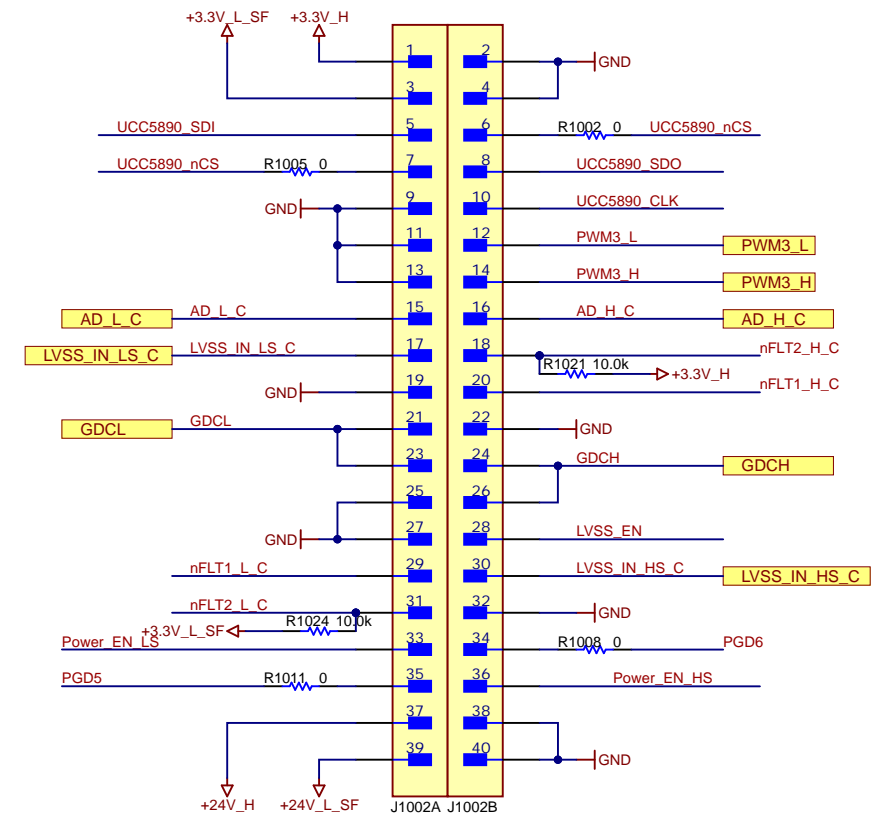 +3.3V_L_SF +3.3V_H
1 2 GND
3 4
UCC5890_SDI 5 6 R1002 0 UCC5890_nCS
UCC5890_nCS R1005 0 7 8 UCC5890_SDO
GND 9 10 UCC5890_CLK
11 12 PWM3_L PWM3_L
13 14 PWM3_H PWM3_H
AD_L_C AD_L_C 15 16 AD_H_C AD_H_C
LVSS_IN_LS_C LVSS_IN_LS_C 17 18 nFLT2_H_C
R1021 10.0k +3.3V_H
GND 19 20 nFLT1_H_C
GDCL GDCL 21 22 GND
23 24 GDCH GDCH
25 26
GND 27 28 LVSS_EN
nFLT1_L_C 29 30 LVSS_IN_HS_C LVSS_IN_HS_C
nFLT2_L_C 31 32 GND
+3.3V_L_SF R1024 10.0k
Power_EN_LS 33 34 R1008 0 PGD6
PGD5 R1011 0 35 36 Power_EN_HS
37 38
39 40 GND
+24V_H +24V_L_SF J1002A J1002B